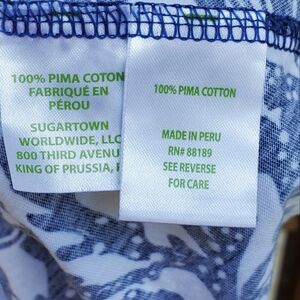 100% PIMA COTON
FABRIQUÉ EN
PÉROU
SUGARTOWN
WORLDWIDE, LLC
800 THIRD AVENU
KING OF PRUSSIA,
100% PIMA COTTON
MADE IN PERU
RN# 88189
SEE REVERSE
FOR CARE